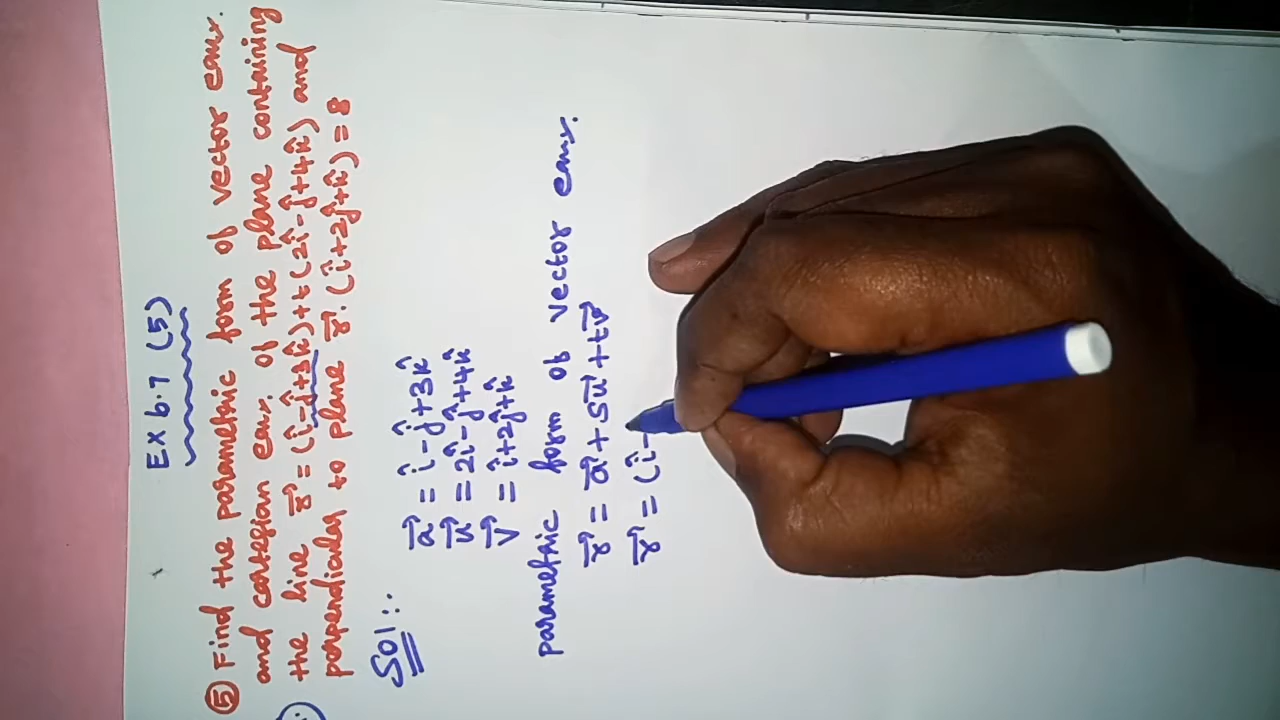 Ex 6.7 (5)
⑤ Find the parametric form of vector eqn.
and cartesian eqn. of the plane containing
the line r⃗ = (î-ĵ+3k̂)+t(2î-ĵ+4k̂) and
perpendicular to plane r⃗.(î+2ĵ+k̂)=8
Sol:-
a⃗ = î-ĵ+3k̂
u⃗ = 2î-ĵ+4k̂
v⃗ = î+2ĵ+k̂
parametric form of vector eqn.
r⃗ = a⃗+su⃗+tv⃗
r⃗ = (î-